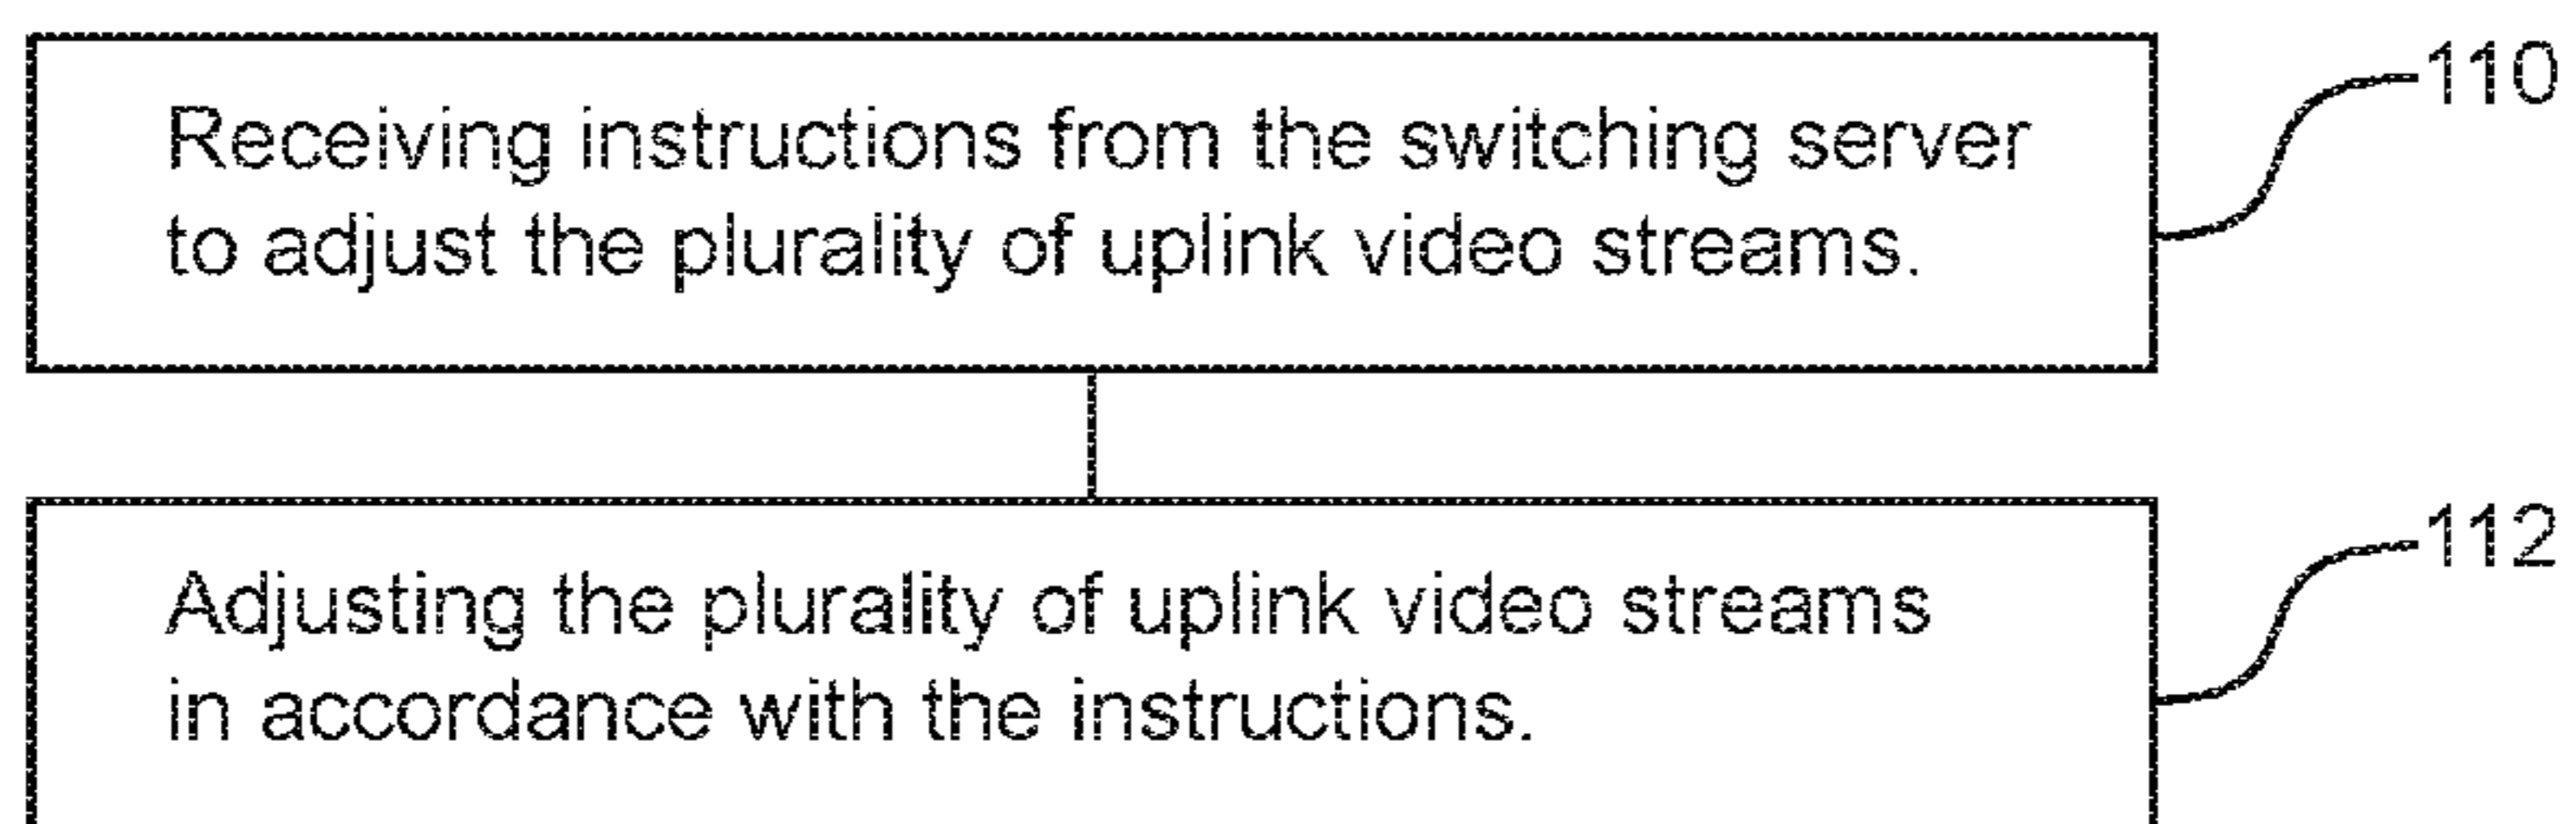 Receiving instructions from the switching server
to adjust the plurality of uplink video streams.
110
Adjusting the plurality of uplink video streams
in accordance with the instructions.
112